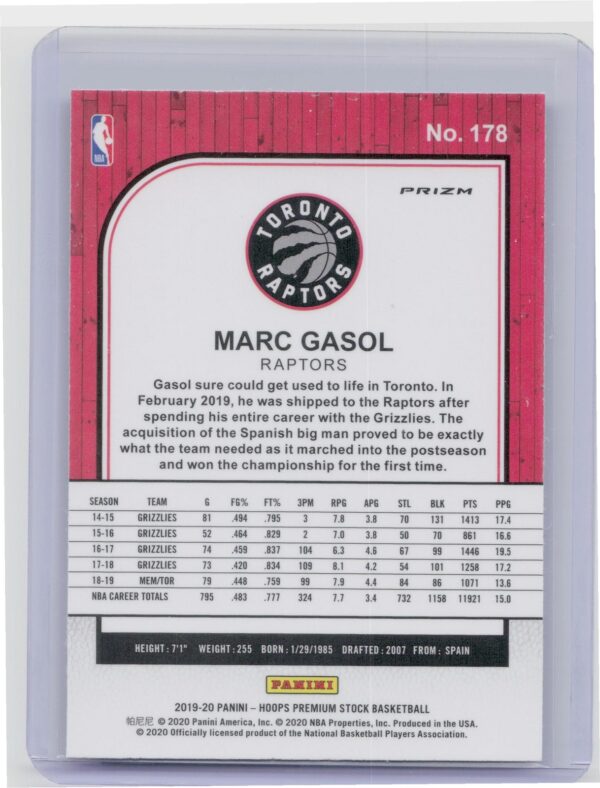 NBA
No. 178
PRIZM
TORONTO
RAPTORS
MARC GASOL
RAPTORS
Gasol sure could get used to life in Toronto. In
February 2019, he was shipped to the Raptors after
spending his entire career with the Grizzlies. The
acquisition of the Spanish big man proved to be exactly
what the team needed as it marched into the postseason
and won the championship for the first time.
SEASON TEAM G FG% FT% 3PM RPG APG STL BLK PTS PPG
14-15 GRIZZLIES 81 .494 .795 3 7.8 3.8 70 131 1413 17.4
15-16 GRIZZLIES 52 .464 .829 2 7.0 3.8 50 70 861 16.6
16-17 GRIZZLIES 74 .459 .837 104 6.3 4.6 67 99 1446 19.5
17-18 GRIZZLIES 73 .420 .834 109 8.1 4.2 54 101 1258 17.2
18-19 MEM/TOR 79 .448 .759 99 7.9 4.4 84 86 1071 13.6
NBA CAREER TOTALS 795 .483 .777 324 7.7 3.4 732 1158 11921 15.0
HEIGHT: 7'1" WEIGHT: 255 BORN: 1/29/1985 DRAFTED: 2007 FROM: SPAIN
PANINI
2019-20 PANINI – HOOPS PREMIUM STOCK BASKETBALL
帕尼尼 © 2020 Panini America, Inc. © 2020 NBA Properties, Inc. Produced in the USA.
© 2020 Officially licensed product of the National Basketball Players Association.